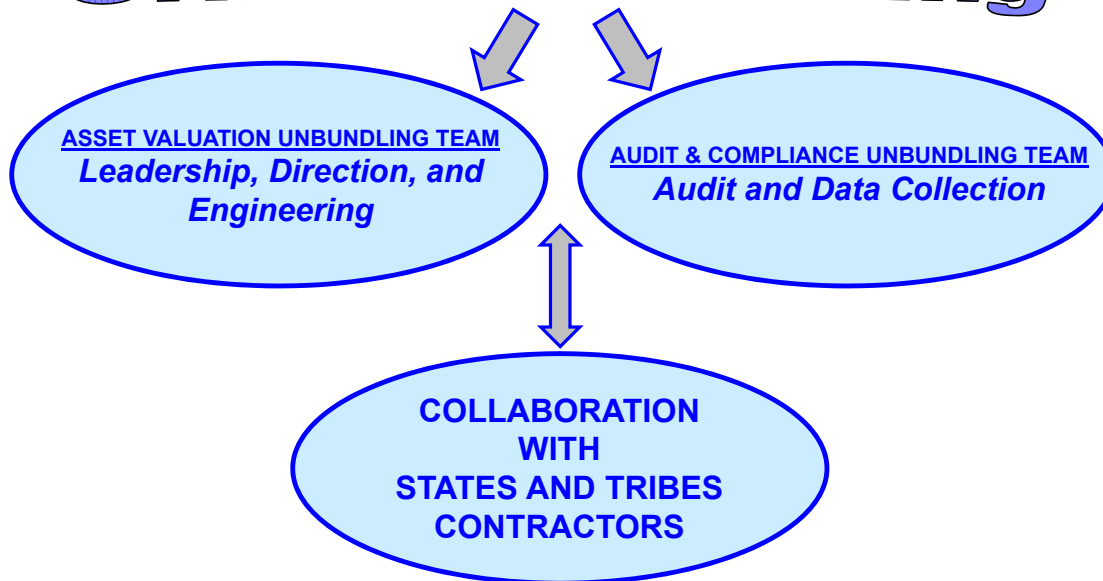 ASSET VALUATION UNBUNDLING TEAM
Leadership, Direction, and
Engineering
AUDIT & COMPLIANCE UNBUNDLING TEAM
Audit and Data Collection
COLLABORATION
WITH
STATES AND TRIBES
CONTRACTORS